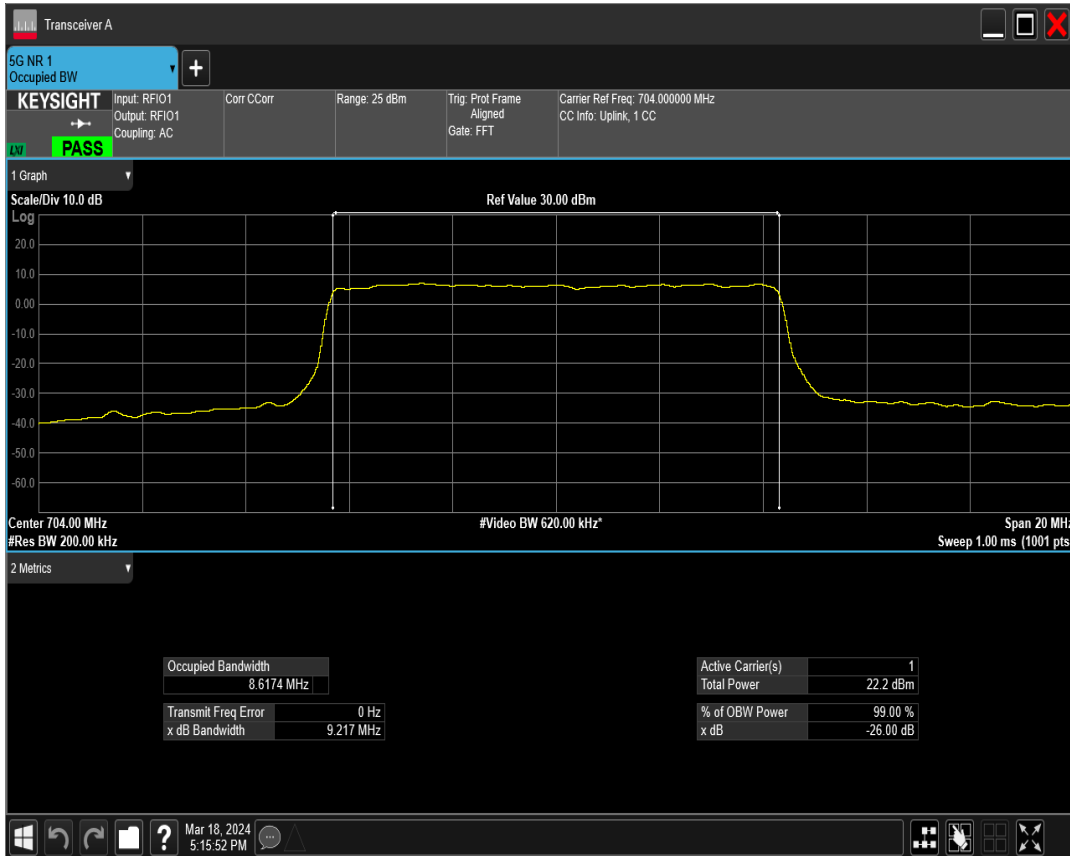 Transceiver A
5G NR 1
Occupied BW
KEYSIGHT
LXI
PASS
Input: RFIO1
Output: RFIO1
Coupling: AC
Corr CCorr
Range: 25 dBm
Trig: Prot Frame
Aligned
Gate: FFT
Carrier Ref Freq: 704.000000 MHz
CC Info: Uplink, 1 CC
1 Graph
Scale/Div 10.0 dB
Ref Value 30.00 dBm
Log
20.0
10.0
0.00
-10.0
-20.0
-30.0
-40.0
-50.0
-60.0
Center 704.00 MHz
#Video BW 620.00 kHz*
Span 20 MHz
#Res BW 200.00 kHz
Sweep 1.00 ms (1001 pts
2 Metrics
Occupied Bandwidth
8.6174 MHz
Transmit Freq Error 0 Hz
x dB Bandwidth 9.217 MHz
Active Carrier(s) 1
Total Power 22.2 dBm
% of OBW Power 99.00 %
x dB -26.00 dB
?
Mar 18, 2024
5:15:52 PM